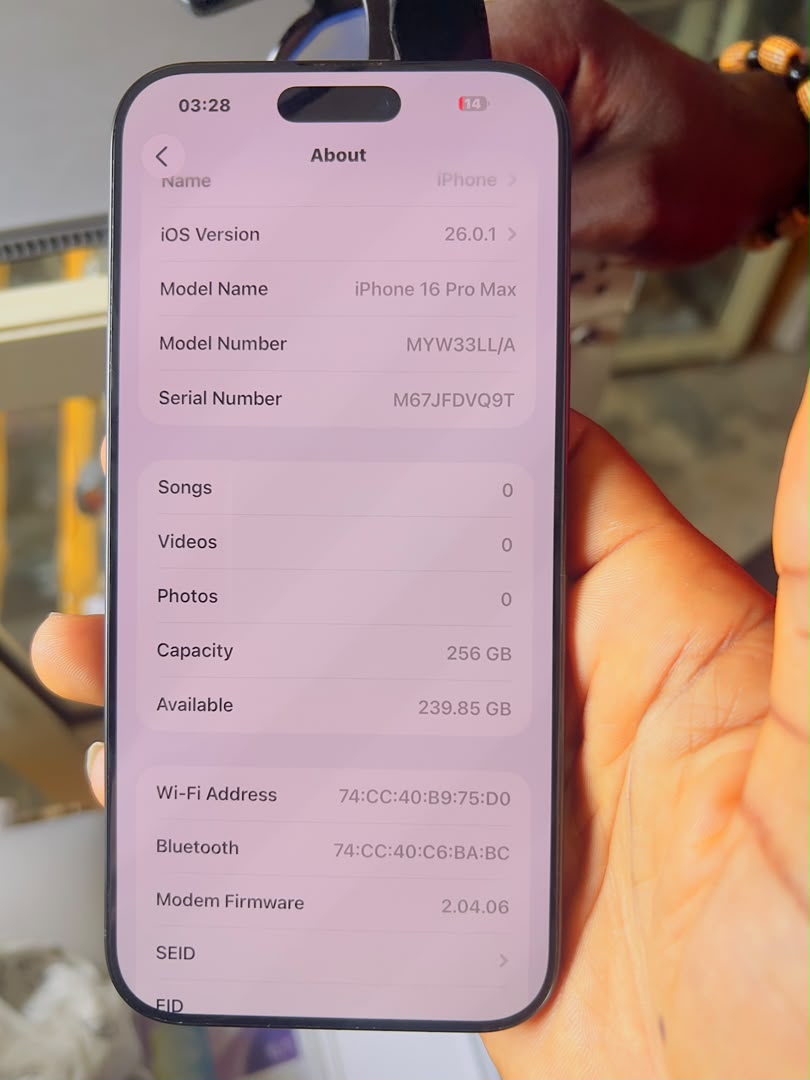 03:28 14
About
Name iPhone
iOS Version 26.0.1
Model Name iPhone 16 Pro Max
Model Number MYW33LL/A
Serial Number M67JFDVQ9T
Songs 0
Videos 0
Photos 0
Capacity 256 GB
Available 239.85 GB
Wi-Fi Address 74:CC:40:B9:75:D0
Bluetooth 74:CC:40:C6:BA:BC
Modem Firmware 2.04.06
SEID
EID